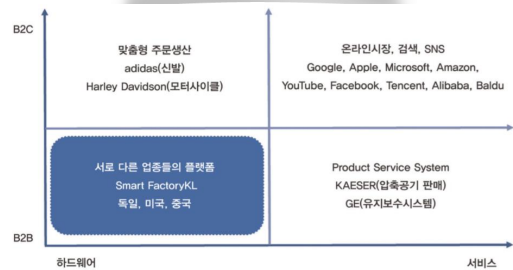 B2C
맞춤형 주문생산
adidas(신발)
Harley Davidson(모터사이클)
온라인시장, 검색, SNS
Google, Apple, Microsoft, Amazon,
YouTube, Facebook, Tencent, Alibaba, Baldu
서로 다른 업종들의 플랫폼
Smart FactoryKL
독일, 미국, 중국
Product Service System
KAESER(압축공기 판매)
GE(유지보수시스템)
B2B
하드웨어
서비스